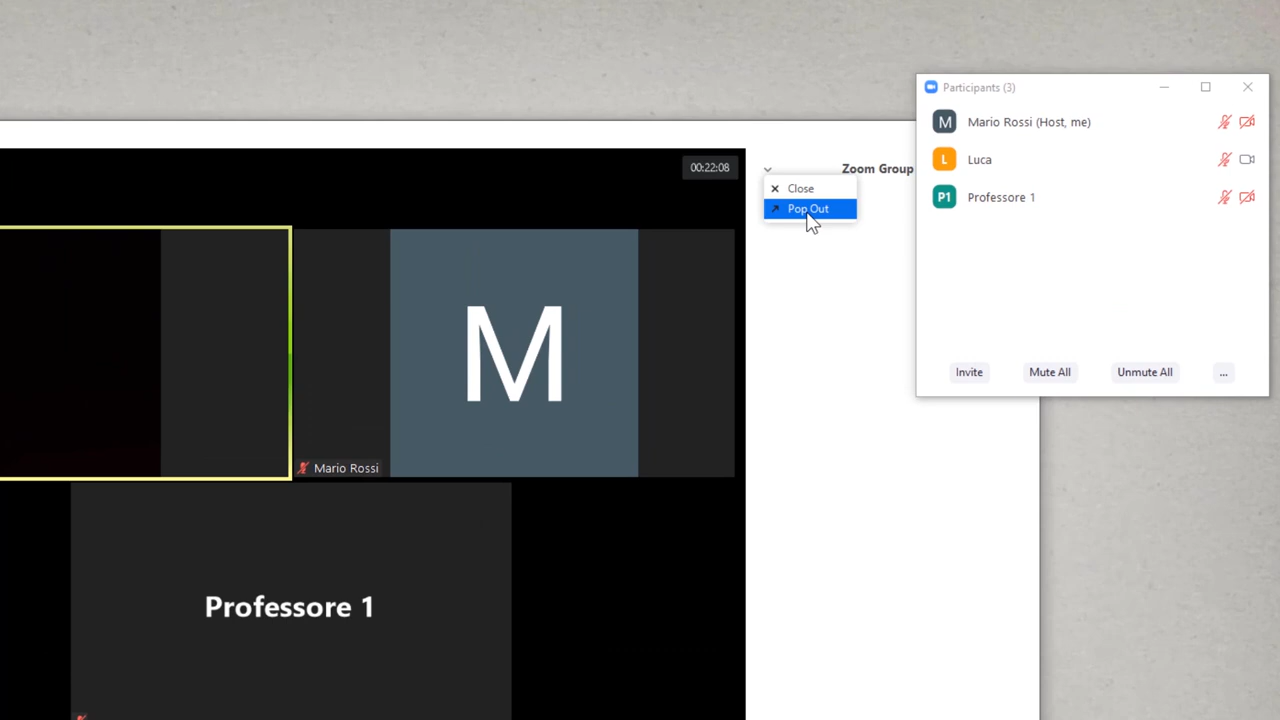 Participants (3)
M Mario Rossi (Host, me)
L Luca
P1 Professore 1
Invite Mute All Unmute All ...
00:22:08
Zoom Group
Close
Pop Out
M
Mario Rossi
Professore 1